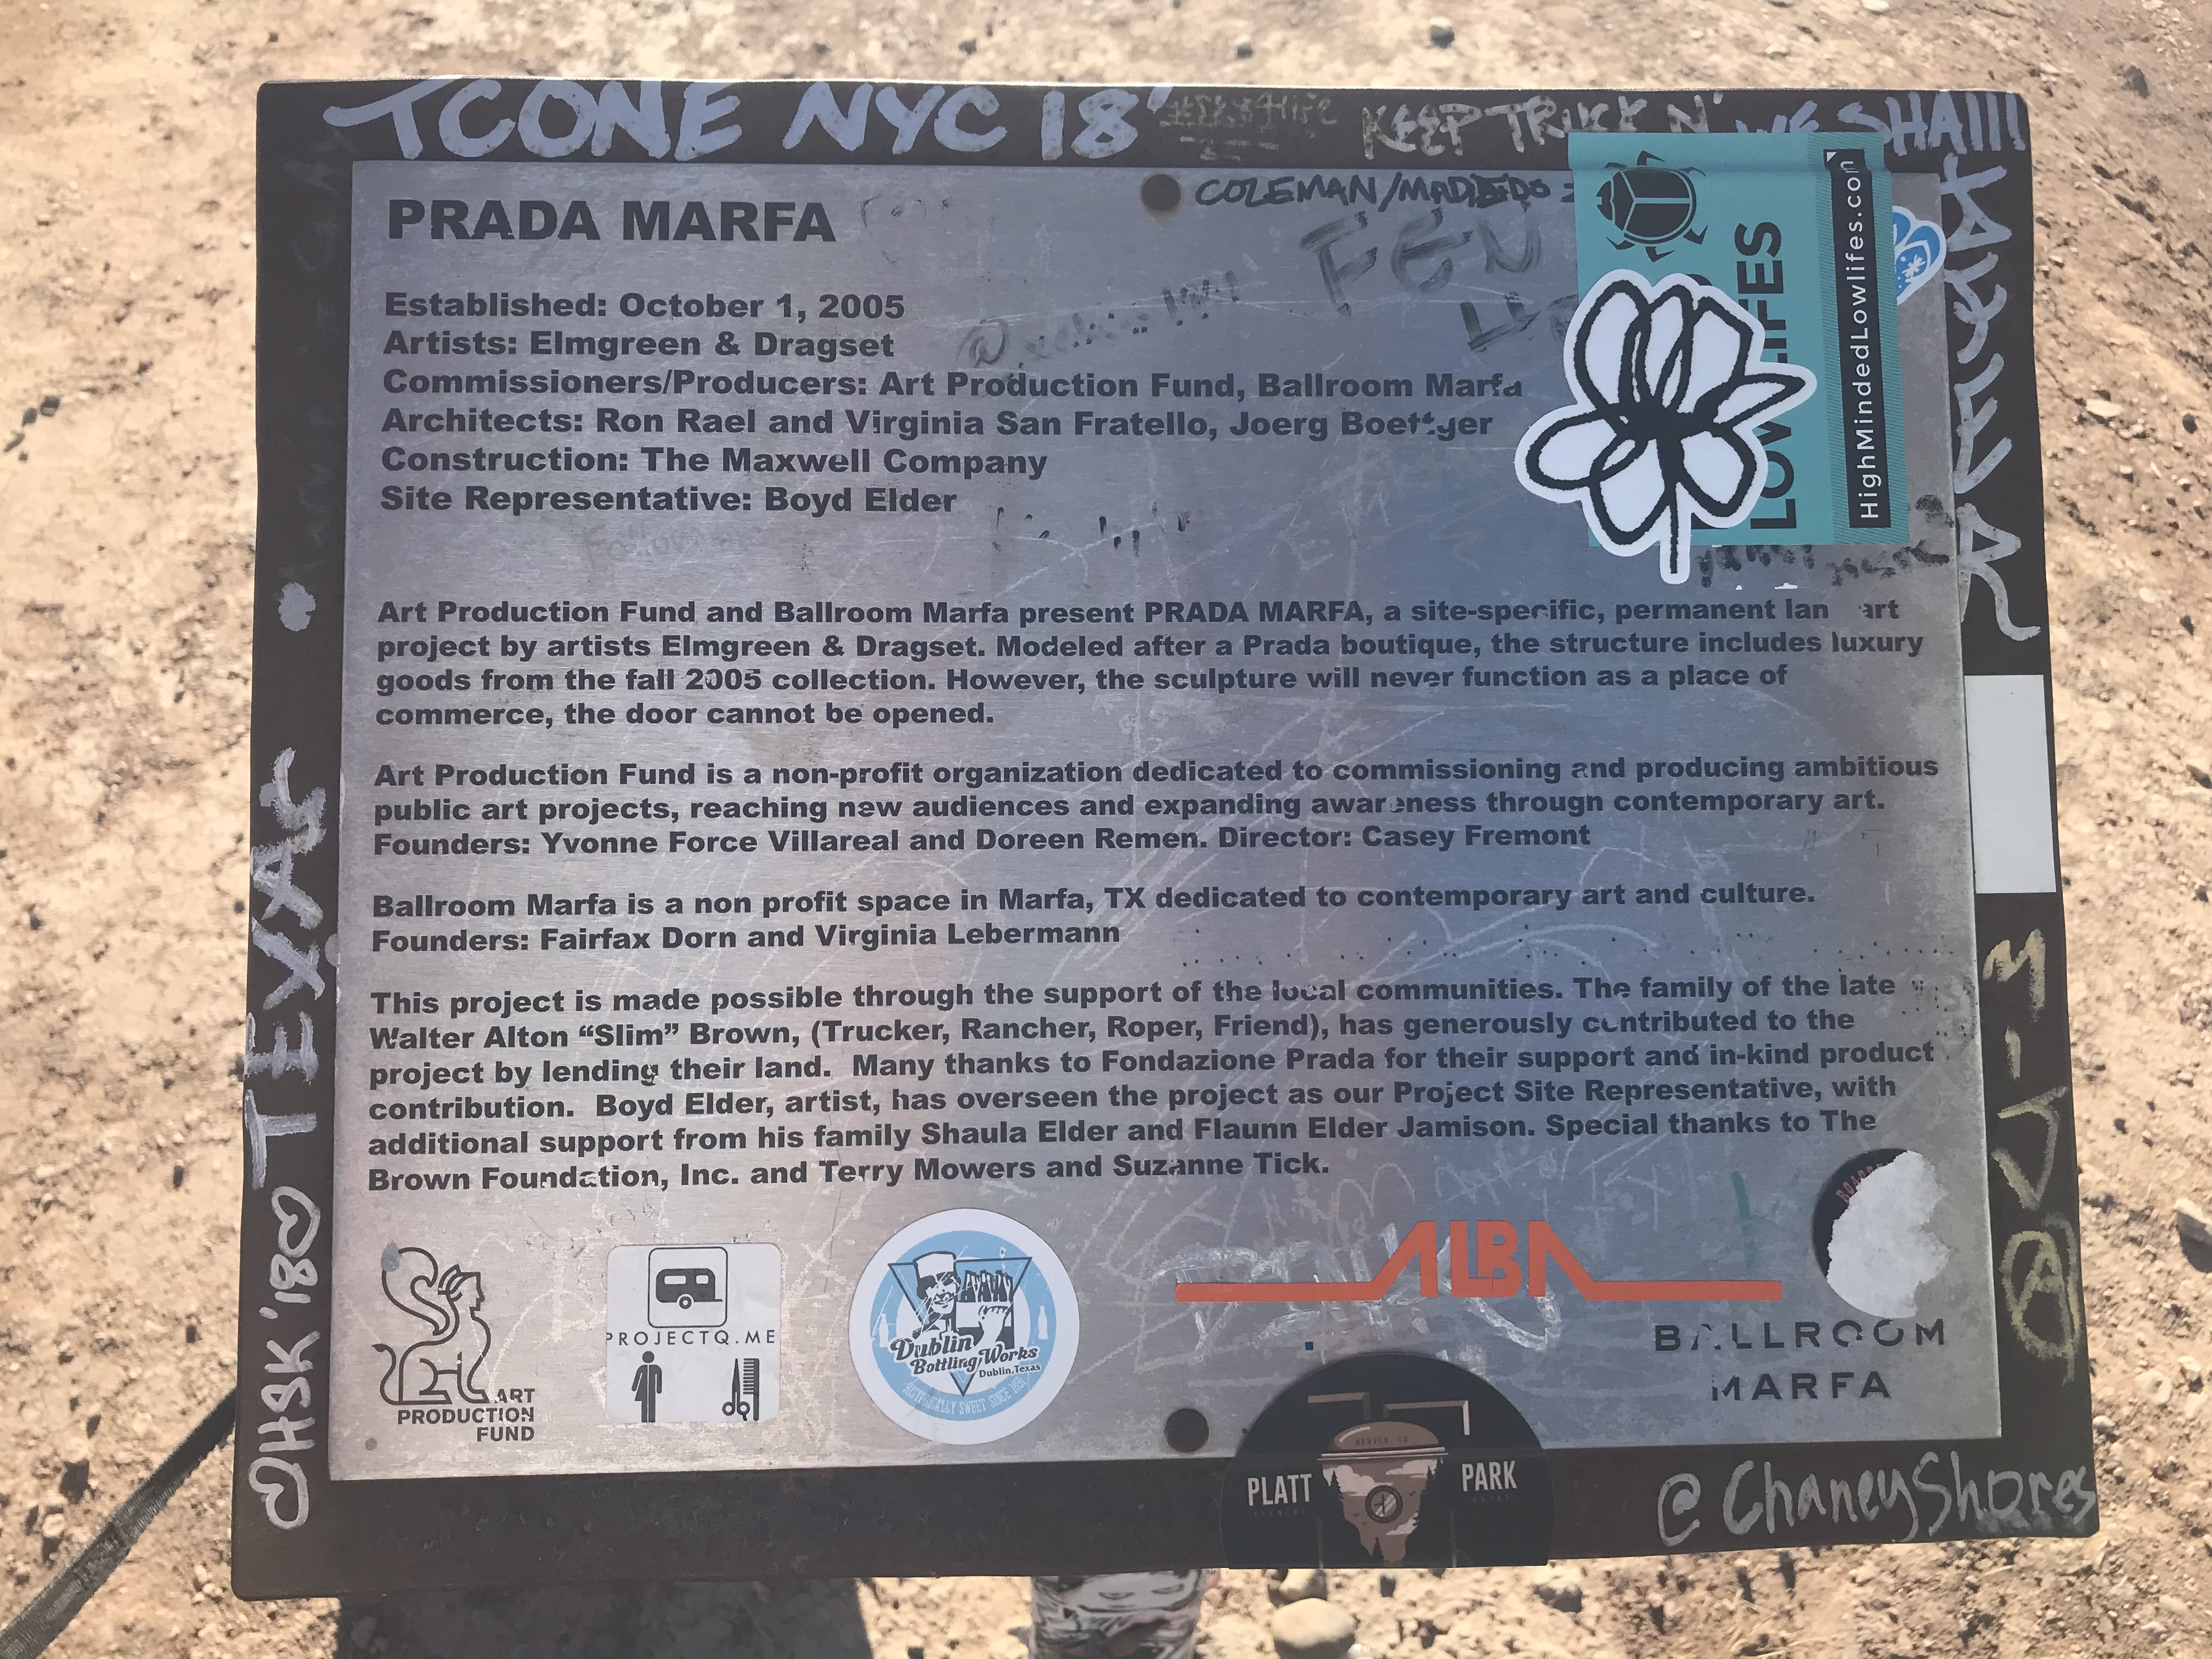 TCONE NYC 18'
KEEP TRUCK N'
WE SHA
COLEMAN/
PRADA MARFA
FEN
LOWLIFES
HighMindedLowlifes.com
Established: October 1, 2005
Artists: Elmgreen & Dragset
Commissioners/Producers: Art Production Fund, Ballroom Marfa
Architects: Ron Rael and Virginia San Fratello, Joerg Boettger
Construction: The Maxwell Company
Site Representative: Boyd Elder
Art Production Fund and Ballroom Marfa present PRADA MARFA, a site-specific, permanent lan art
project by artists Elmgreen & Dragset. Modeled after a Prada boutique, the structure includes luxury
goods from the fall 2005 collection. However, the sculpture will never function as a place of
commerce, the door cannot be opened.
Art Production Fund is a non-profit organization dedicated to commissioning and producing ambitious
public art projects, reaching new audiences and expanding awareness through contemporary art.
Founders: Yvonne Force Villareal and Doreen Remen. Director: Casey Fremont
Ballroom Marfa is a non profit space in Marfa, TX dedicated to contemporary art and culture.
Founders: Fairfax Dorn and Virginia Lebermann
This project is made possible through the support of the local communities. The family of the late
Walter Alton “Slim” Brown, (Trucker, Rancher, Roper, Friend), has generously contributed to the
project by lending their land. Many thanks to Fondazione Prada for their support and in-kind product
contribution. Boyd Elder, artist, has overseen the project as our Project Site Representative, with
additional support from his family Shaula Elder and Flaunn Elder Jamison. Special thanks to The
Brown Foundation, Inc. and Terry Mowers and Suzanne Tick.
TEXAS
HSK '18
M-JA
ART
PRODUCTION
FUND
PROJECTQ.ME
Dublin
Bottling Works
Dublin, Texas
HISTORICALLY SWEET SINCE 1891
ALBA
BALLROOM
MARFA
DENVER, CO
PLATT PARK
@ChaneyShores